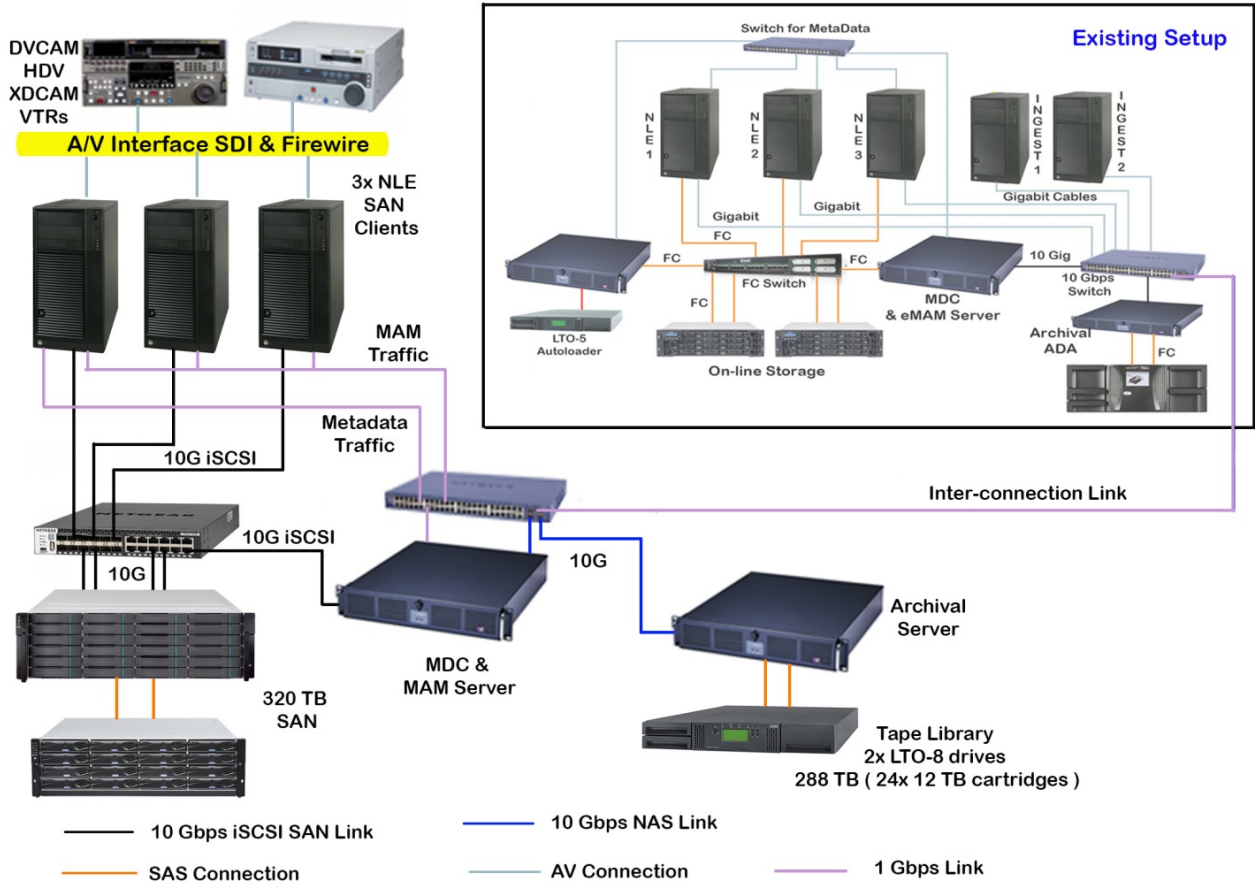 DVCAM
HDV
XDCAM
VTRs
A/V Interface SDI & Firewire
3x NLE
SAN
Clients
MAM
Traffic
Metadata
Traffic
10G iSCSI
NETGEAR
10G iSCSI
10G
10G
320 TB
SAN
MDC &
MAM Server
Archival
Server
Tape Library
2x LTO-8 drives
288 TB ( 24x 12 TB cartridges )
Inter-connection Link
Existing Setup
Switch for MetaData
NLE 1
NLE 2
NLE 3
INGEST 1
INGEST 2
Gigabit Cables
Gigabit
Gigabit
FC
FC
FC
FC
FC Switch
FC
10 Gig
10 Gbps
Switch
MDC
& eMAM Server
LTO-5
Autoloader
On-line Storage
Archival
ADA
FC
10 Gbps iSCSI SAN Link
10 Gbps NAS Link
SAS Connection
AV Connection
1 Gbps Link